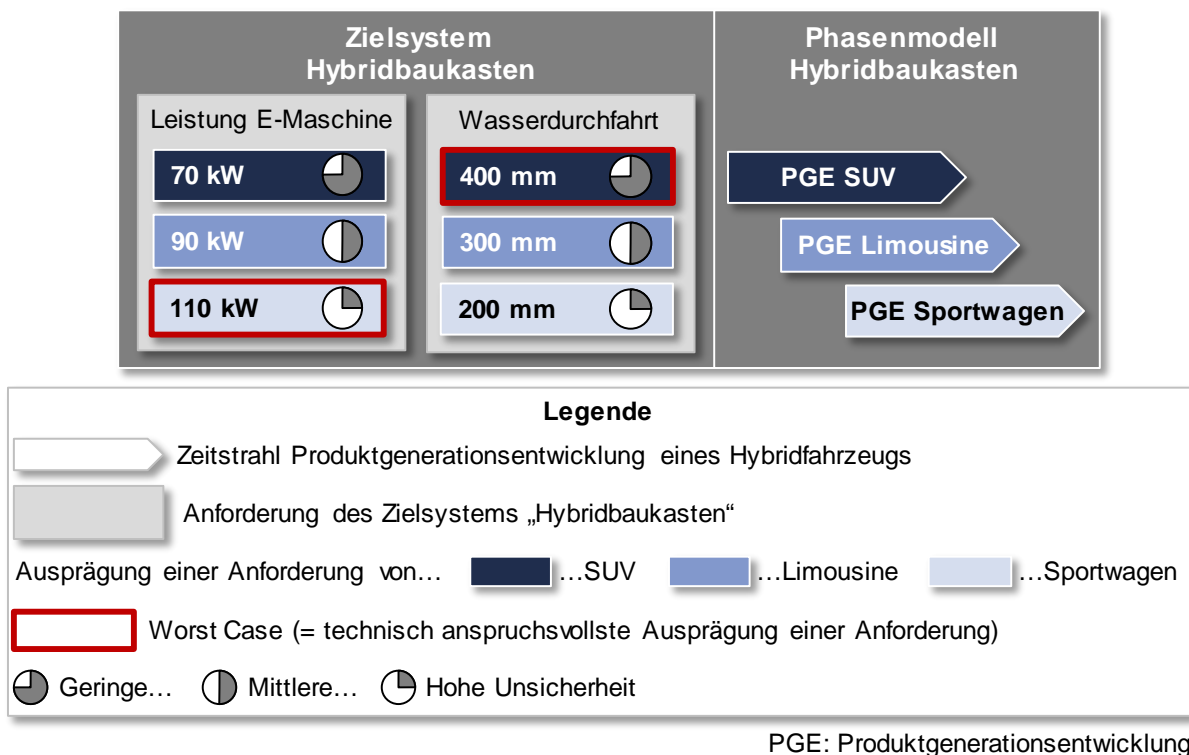 Zielsystem
Hybridbaukasten
Phasenmodell
Hybridbaukasten
Leistung E-Maschine
Wasserdurchfahrt
70 kW
400 mm
PGE SUV
90 kW
300 mm
PGE Limousine
110 kW
200 mm
PGE Sportwagen
Legende
Zeitstrahl Produktgenerationsentwicklung eines Hybridfahrzeugs
Anforderung des Zielsystems „Hybridbaukasten“
Ausprägung einer Anforderung von… …SUV …Limousine …Sportwagen
Worst Case (= technisch anspruchsvollste Ausprägung einer Anforderung)
Geringe… Mittlere… Hohe Unsicherheit
PGE: Produktgenerationsentwicklung